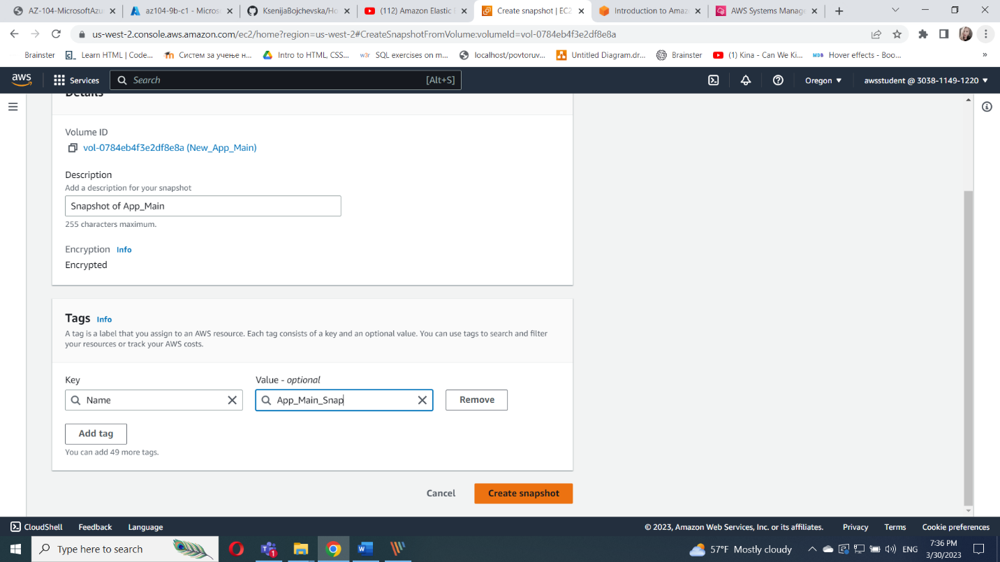 AZ-104-MicrosoftAzu
az104-9b-c1 - Micros
KsenijaBojchevska/Ho
(112) Amazon Elastic
Create snapshot | EC2
Introduction to Amaz
AWS Systems Manage
us-west-2.console.aws.amazon.com/ec2/home?region=us-west-2#CreateSnapshotFromVolume:volumeId=vol-0784eb4f3e2df8e8a
Brainster
Learn HTML | Code...
Систем за учење н...
Intro to HTML, CSS...
w3r SQL exercises on m...
localhost/povtoruv...
Untitled Diagram.dr...
Brainster
(1) Kina - Can We Ki...
MDB Hover effects - Boo...
»
aws
Services
Search [Alt+S]
Oregon
awsstudent @ 3038-1149-1220
Details
Volume ID
vol-0784eb4f3e2df8e8a (New_App_Main)
Description
Add a description for your snapshot
Snapshot of App_Main
255 characters maximum.
Encryption Info
Encrypted
Tags Info
A tag is a label that you assign to an AWS resource. Each tag consists of a key and an optional value. You can use tags to search and filter
your resources or track your AWS costs.
Key
Value - optional
Name
App_Main_Snap
Remove
Add tag
You can add 49 more tags.
Cancel
Create snapshot
CloudShell
Feedback
Language
© 2023, Amazon Web Services, Inc. or its affiliates.
Privacy
Terms
Cookie preferences
Type here to search
57°F Mostly cloudy
ENG
7:36 PM
3/30/2023